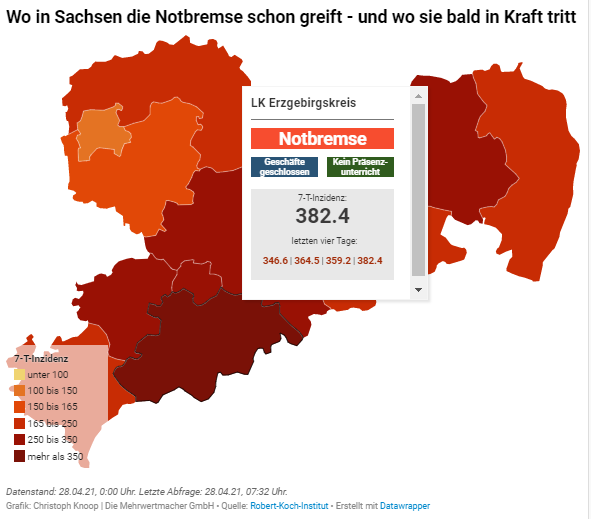 Wo in Sachsen die Notbremse schon greift - und wo sie bald in Kraft tritt
LK Erzgebirgskreis
Notbremse
Geschäfte geschlossen
Kein Präsenz-
unterricht
7-T-Inzidenz:
382.4
letzten vier Tage:
346.6 | 364.5 | 359.2 | 382.4
7-T-Inzidenz
unter 100
100 bis 150
150 bis 165
165 bis 250
250 bis 350
mehr als 350
Datenstand: 28.04.21, 0:00 Uhr. Letzte Abfrage: 28.04.21, 07:32 Uhr.
Grafik: Christoph Knoop | Die Mehrwertmacher GmbH • Quelle: Robert-Koch-Institut • Erstellt mit Datawrapper